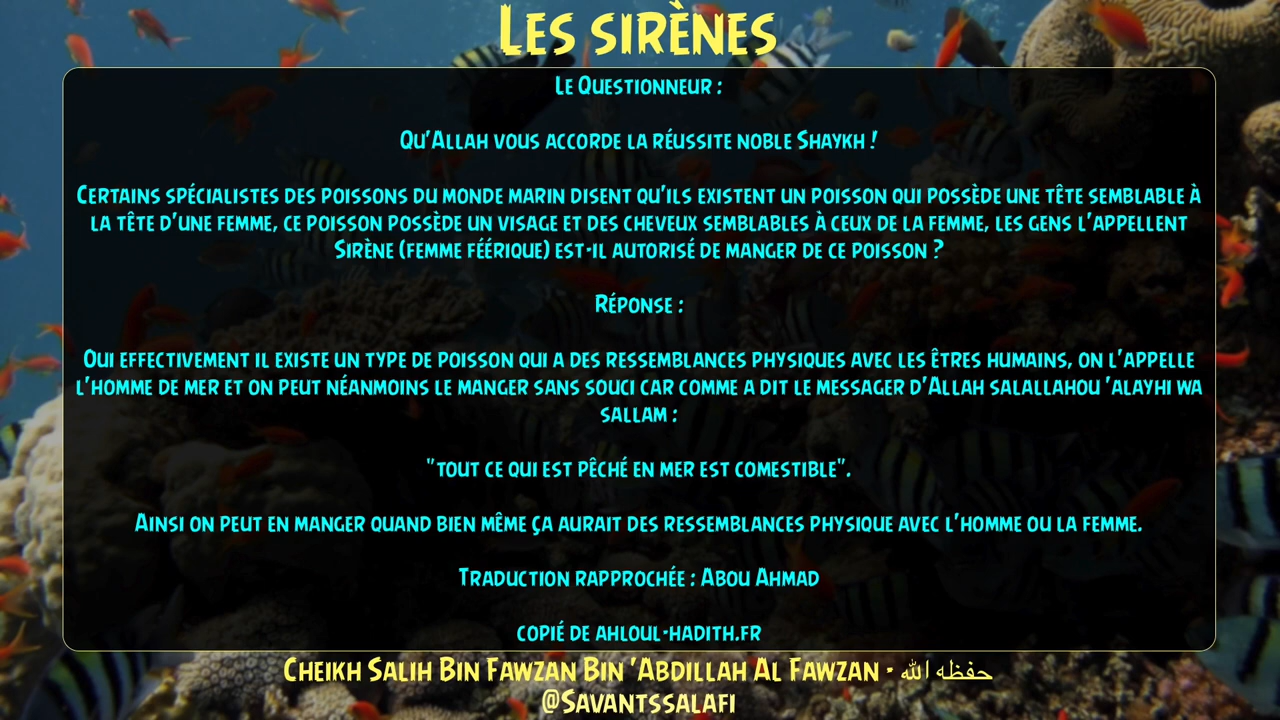 Les sirènes
Le Questionneur :
Qu'Allah vous accorde la réussite noble Shaykh !
Certains spécialistes des poissons du monde marin disent qu'ils existent un poisson qui possède une tête semblable à
la tête d'une femme, ce poisson possède un visage et des cheveux semblables à ceux de la femme, les gens l'appellent
Sirène (femme féérique) est-il autorisé de manger de ce poisson ?
Réponse :
Oui effectivement il existe un type de poisson qui a des ressemblances physiques avec les êtres humains, on l'appelle
l'homme de mer et on peut néanmoins le manger sans souci car comme a dit le messager d'Allah salallahou 'alayhi wa
sallam :
"tout ce qui est pêché en mer est comestible".
Ainsi on peut en manger quand bien même ça aurait des ressemblances physique avec l'homme ou la femme.
Traduction rapprochée : Abou Ahmad
copié de ahloul-hadith.fr
Cheikh Salih Bin Fawzan Bin 'Abdillah Al Fawzan - حفظه الله
@Savantssalafi